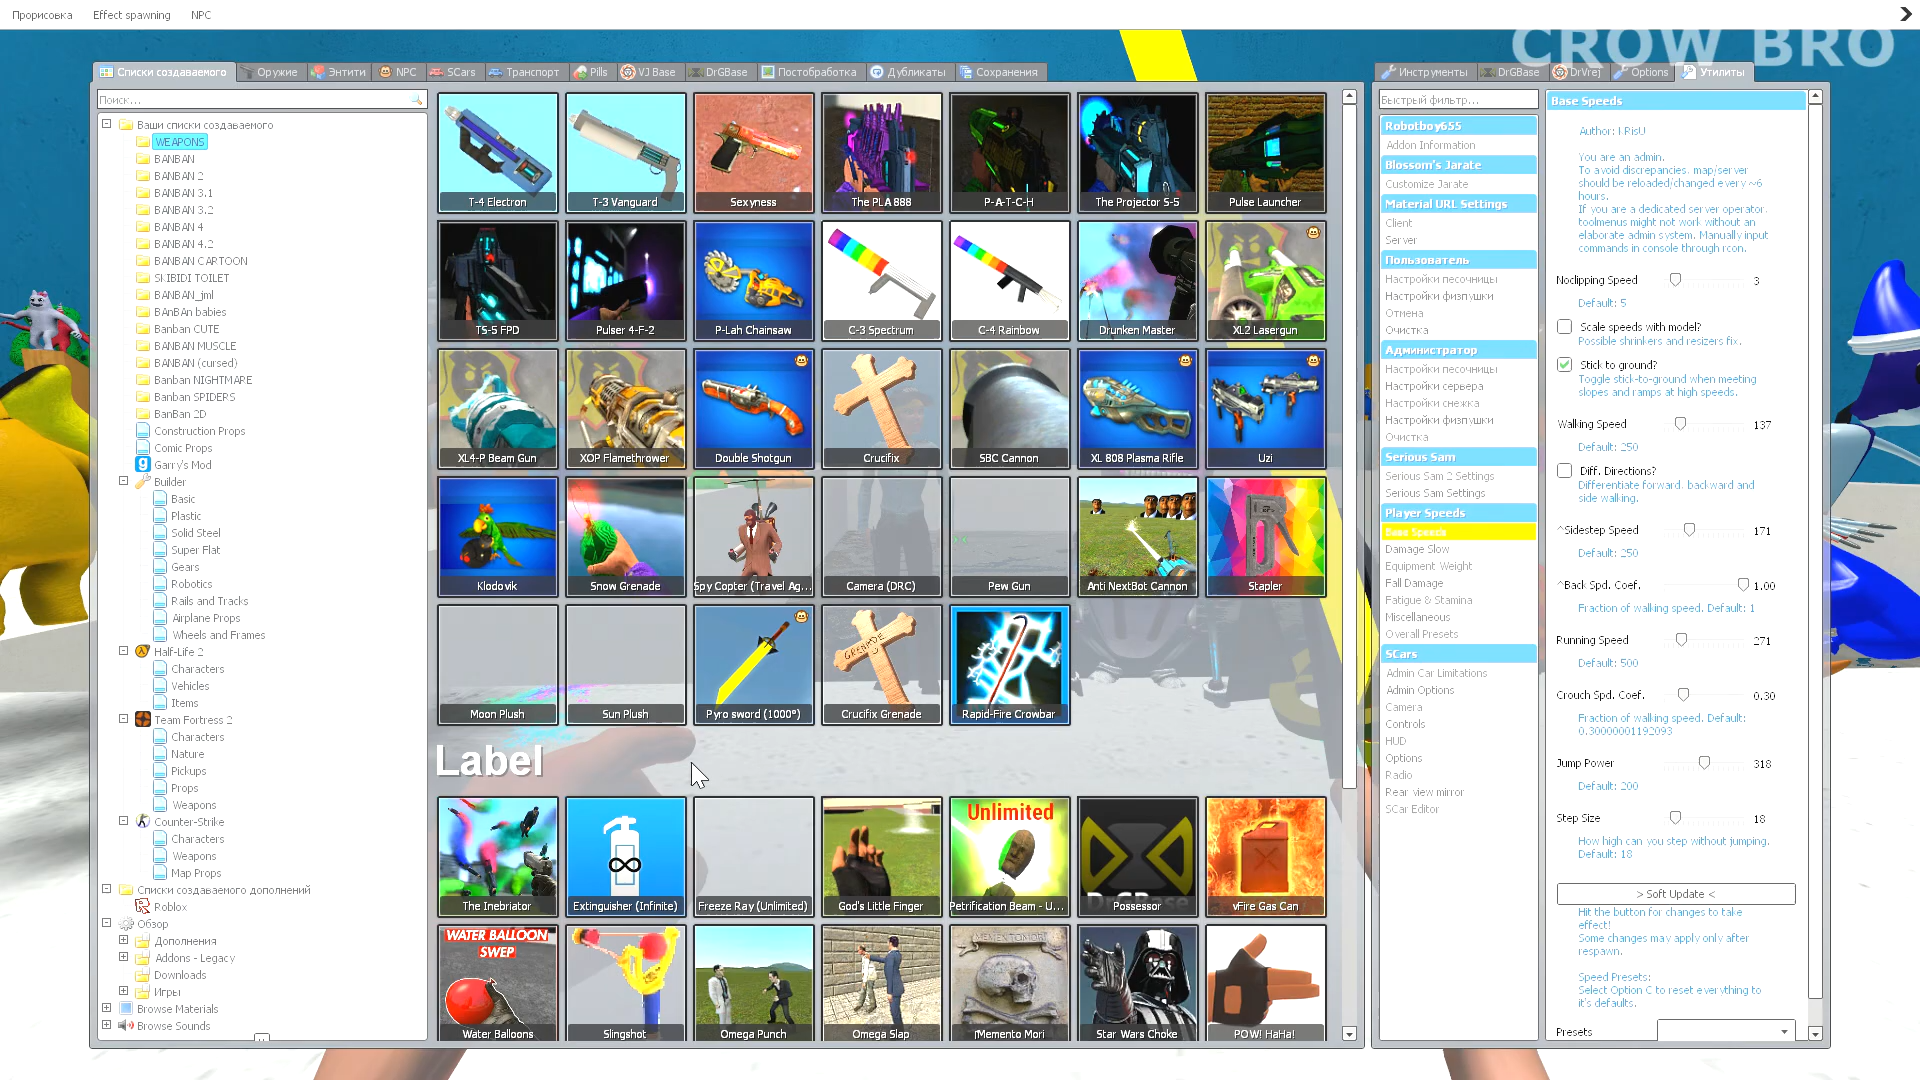 Прорисовка Effect spawning NPC
CROW BRO
Списки создаваемого Оружие Энтити NPC SCars Транспорт Pills VJ Base DrGBase Постобработка Дубликаты Сохранения
Поиск...
Ваши списки создаваемого
WEAPONS
BANBAN
BANBAN 2
BANBAN 3.1
BANBAN 3.2
BANBAN 4
BANBAN 4.2
BANBAN CARTOON
SKIBIDI TOILET
BANBAN_jml
BAnBAn babies
Banban CUTE
BANBAN MUSCLE
BANBAN (cursed)
Banban NIGHTMARE
Banban SPIDERS
BanBan 2D
Construction Props
Comic Props
Garry's Mod
Builder
Basic
Plastic
Solid Steel
Super Flat
Gears
Robotics
Rails and Tracks
Airplane Props
Wheels and Frames
Half-Life 2
Characters
Vehicles
Items
Team Fortress 2
Characters
Nature
Pickups
Props
Weapons
Counter-Strike
Characters
Weapons
Map Props
Списки создаваемого дополнений
Roblox
Обзор
Дополнения
Addons - Legacy
Downloads
Игры
Browse Materials
Browse Sounds
T-4 Electron T-3 Vanguard Sexyness The PLA 888 P-A-T-C-H The Projector S-5 Pulse Launcher
TS-5 FPD Pulser 4-F-2 P-Lah Chainsaw C-3 Spectrum C-4 Rainbow Drunken Master XL2 Lasergun
XL4-P Beam Gun XOP Flamethrower Double Shotgun Crucifix SBC Cannon XL 808 Plasma Rifle Uzi
Klodovik Snow Grenade Spy Copter (Travel Ag... Camera (DRC) Pew Gun Anti NextBot Cannon Stapler
GRENADE
Moon Plush Sun Plush Pyro sword (1000°) Crucifix Grenade Rapid-Fire Crowbar
Label
Unlimited
The Inebriator Extinguisher (Infinite) Freeze Ray (Unlimited) God's Little Finger Petrification Beam - U... Possessor vFire Gas Can
WATER BALLOON
SWEP
MEMENTO MORI
Water Balloons Slingshot Omega Punch Omega Slap Memento Mori Star Wars Choke POW! HaHa!
Инструменты DrGBase DrVrej Options Утилиты
Быстрый фильтр...
Robotboy655
Addon Information
Blossom's Jarate
Customize Jarate
Material URL Settings
Client
Server
Пользователь
Настройки песочницы
Настройки физпушки
Отмена
Очистка
Администратор
Настройки песочницы
Настройки сервера
Настройки снежка
Настройки физпушки
Очистка
Serious Sam
Serious Sam 2 Settings
Serious Sam Settings
Player Speeds
Base Speeds
Damage Slow
Equipment Weight
Fall Damage
Fatigue & Stamina
Miscellaneous
Overall Presets
SCars
Admin Car Limitations
Admin Options
Camera
Controls
HUD
Options
Radio
Rear view mirror
SCar Editor
Base Speeds
Author: kRisU
You are an admin.
To avoid discrepancies, map/server
should be reloaded/changed every ~6
hours.
If you are a dedicated server operator,
toolmenus might not work without an
elaborate admin system. Manually input
commands in console through rcon.
Noclipping Speed 3
Default: 5
Scale speeds with model?
Possible shrinkers and resizers fix.
Stick to ground?
Toggle stick-to-ground when meeting
slopes and ramps at high speeds.
Walking Speed 137
Default: 250
Diff. Directions?
Differentiate forward, backward and
side walking.
^Sidestep Speed 171
Default: 250
^Back Spd. Coef. 1.00
Fraction of walking speed. Default: 1
Running Speed 271
Default: 500
Crouch Spd. Coef. 0.30
Fraction of walking speed. Default:
0.30000001192093
Jump Power 318
Default: 200
Step Size 18
How high can you step without jumping.
Default: 18
> Soft Update <
Hit the button for changes to take
effect!
Some changes may apply only after
respawn.
Speed Presets:
Select Option C to reset everything to
it's defaults.
Presets